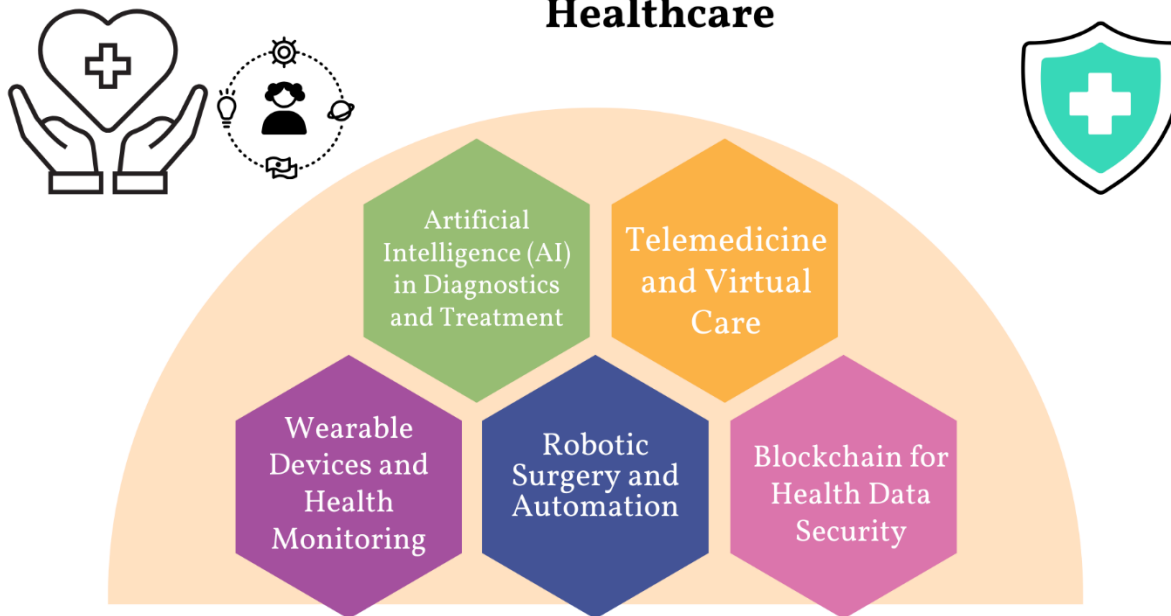 Healthcare
Artificial
Intelligence (AI)
in Diagnostics
and Treatment
Telemedicine
and Virtual
Care
Wearable
Devices and
Health
Monitoring
Robotic
Surgery and
Automation
Blockchain for
Health Data
Security